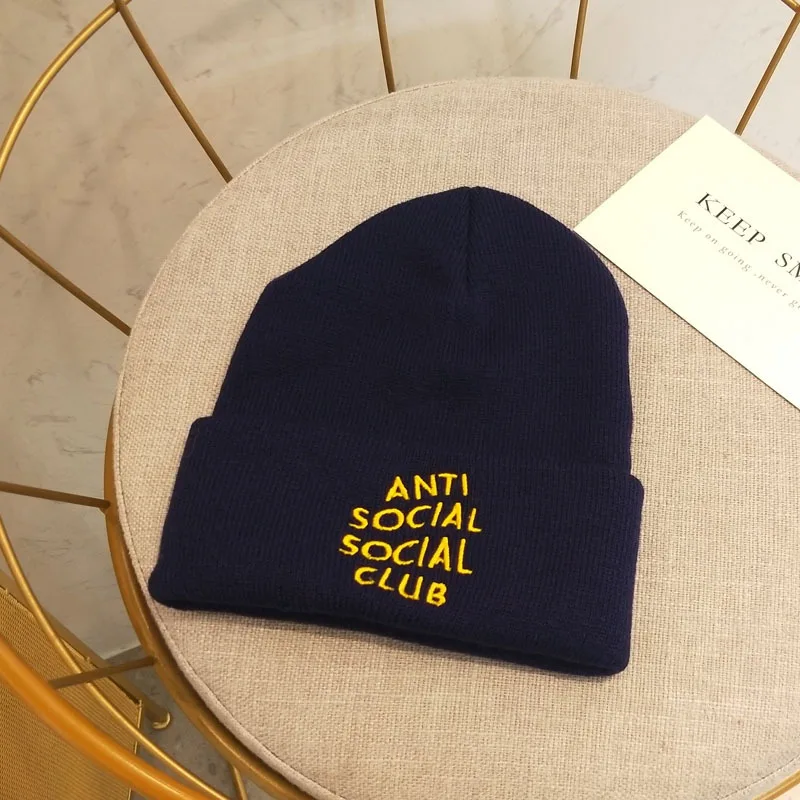 ANTI
SOCIAL
SOCIAL
CLUB
KEEP
Keep on going ,never